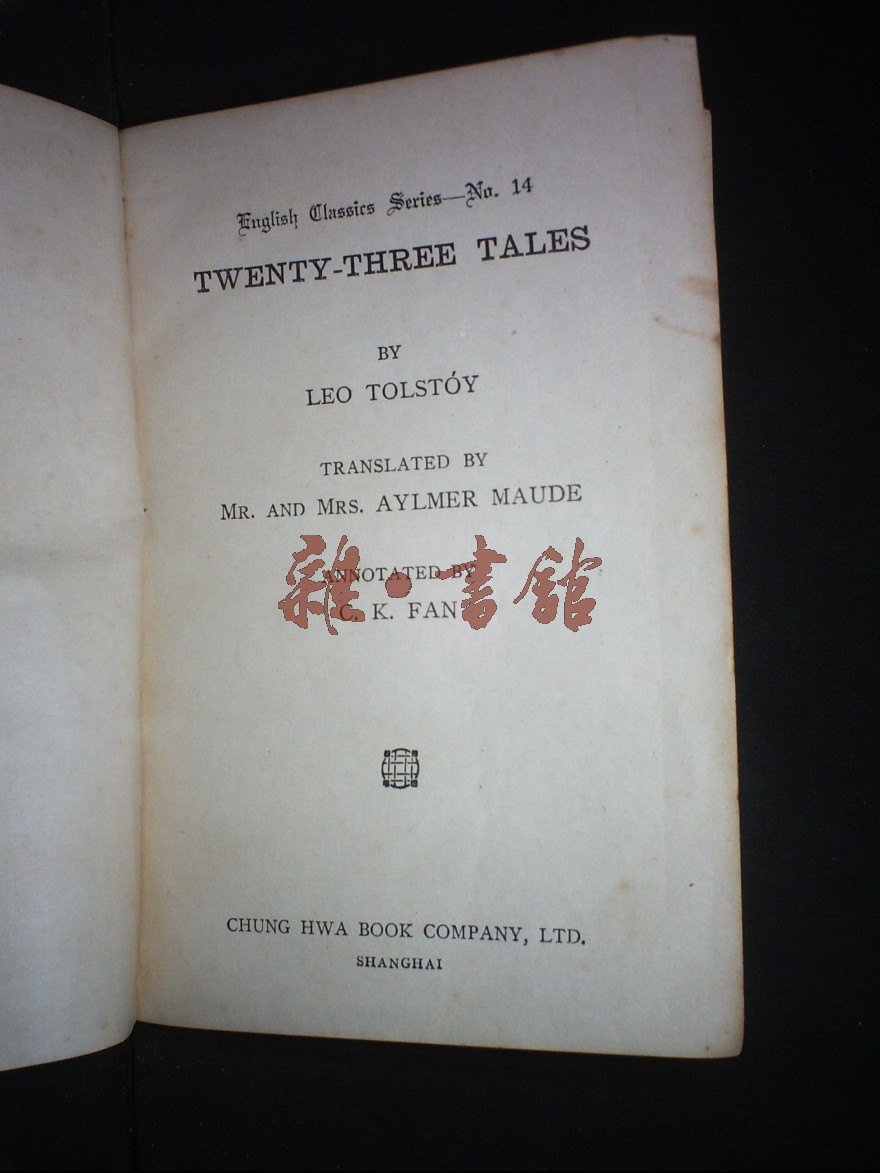 English Classics Series—No. 14
TWENTY-THREE TALES
BY
LEO TOLSTÓY
TRANSLATED BY
MR. AND MRS. AYLMER MAUDE
ANNOTATED BY
C. K. FAN
雜·書館
CHUNG HWA BOOK COMPANY, LTD.
SHANGHAI